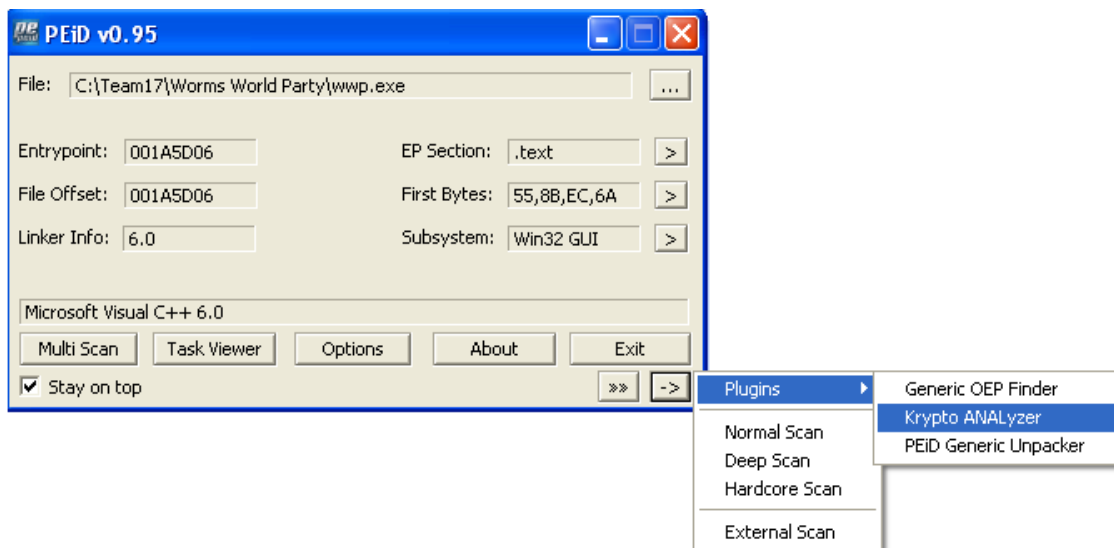 PEiD v0.95
File: C:\Team17\Worms World Party\wwp.exe ...
Entrypoint: 001A5D06 EP Section: .text >
File Offset: 001A5D06 First Bytes: 55,8B,EC,6A >
Linker Info: 6.0 Subsystem: Win32 GUI >
Microsoft Visual C++ 6.0
Multi Scan Task Viewer Options About Exit
Stay on top »» ->
Plugins
Normal Scan
Deep Scan
Hardcore Scan
External Scan
Generic OEP Finder
Krypto ANALyzer
PEiD Generic Unpacker